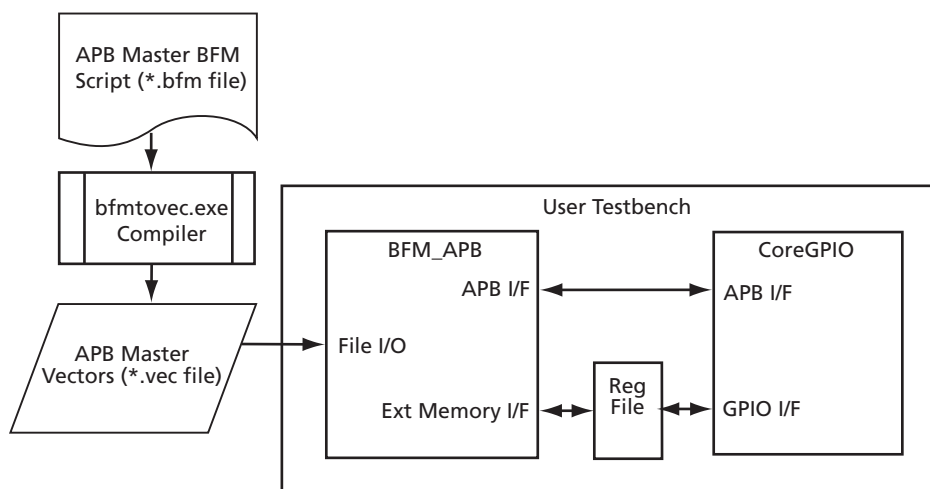 APB Master BFM
Script (*.bfm file)
bfmtovec.exe
Compiler
APB Master
Vectors (*.vec file)
User Testbench
BFM_APB
APB I/F
File I/O
Ext Memory I/F
Reg
File
CoreGPIO
APB I/F
GPIO I/F